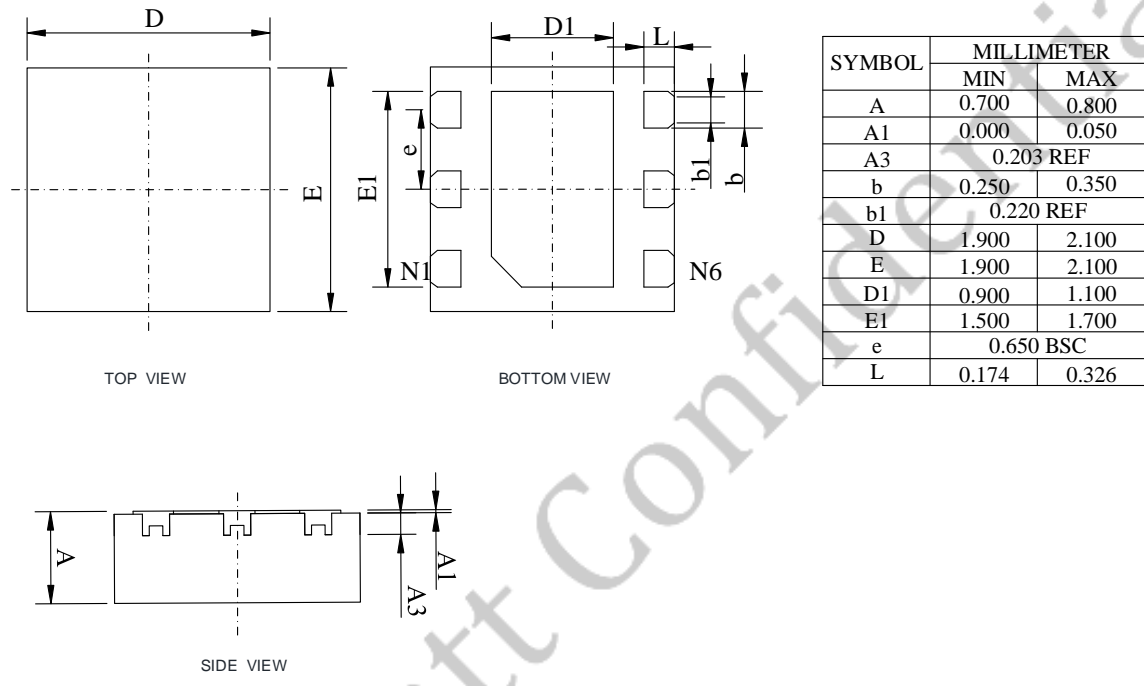 D
E
TOP VIEW
D1
L
E1
e
b1
b
N1
N6
BOTTOM VIEW
SYMBOL MILLIMETER
MIN MAX
A 0.700 0.800
A1 0.000 0.050
A3 0.203 REF
b 0.250 0.350
b1 0.220 REF
D 1.900 2.100
E 1.900 2.100
D1 0.900 1.100
E1 1.500 1.700
e 0.650 BSC
L 0.174 0.326
A
A1
A3
SIDE VIEW
tt Confidentia